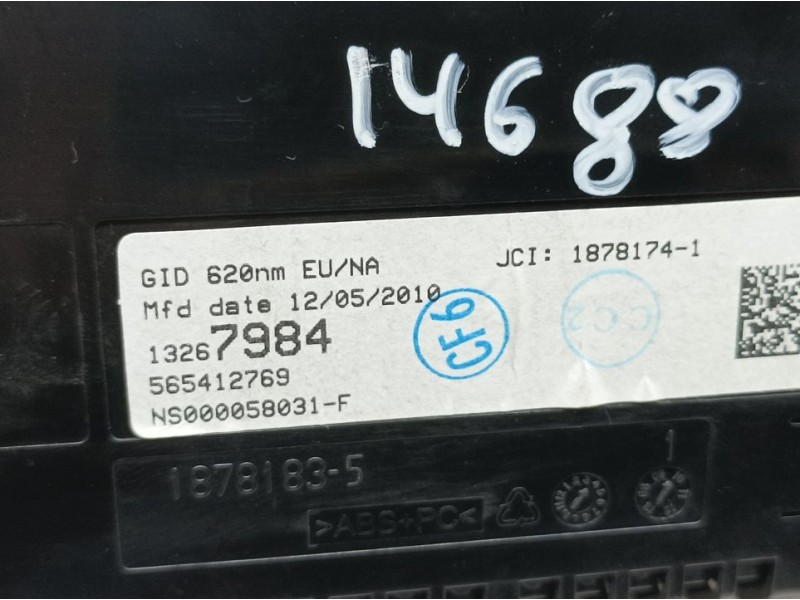 14688
GID 620nm EU/NA
JCI: 1878174-1
Mfd date 12/05/2010
13267984
565412769
NS000058031-F
CF6
CC2
1878183-5
1
>ABS+PC<